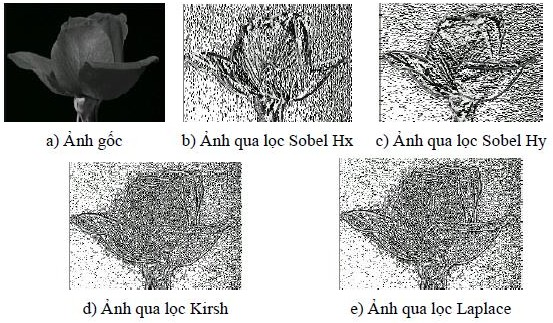 a) Ảnh gốc
b) Ảnh qua lọc Sobel Hx
c) Ảnh qua lọc Sobel Hy
d) Ảnh qua lọc Kirsh
e) Ảnh qua lọc Laplace